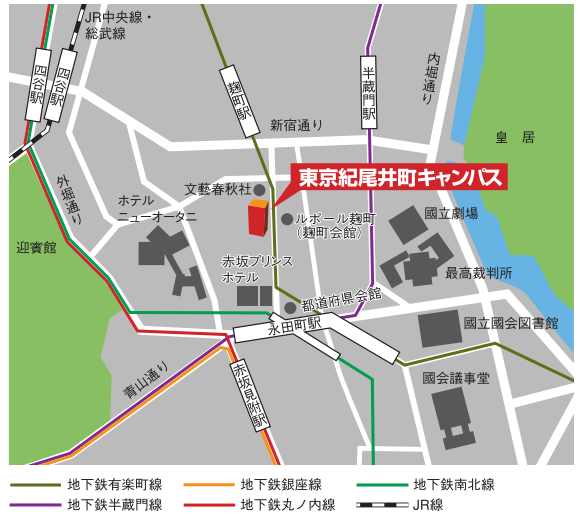 JR中央線・
総武線
四谷駅
四谷駅
麹町駅
半蔵門駅
内堀通り
新宿通り
皇居
東京紀尾井町キャンパス
文藝春秋社
外堀通り
ホテル
ニューオータニ
ルポール麹町
(麹町会館)
國立劇場
迎賓館
赤坂プリンス
ホテル
最高裁判所
都道府県会館
永田町駅
國立國会図書館
青山通り
赤坂見附駅
國会議事堂
地下鉄有楽町線
地下鉄銀座線
地下鉄南北線
地下鉄半蔵門線
地下鉄丸ノ内線
JR線